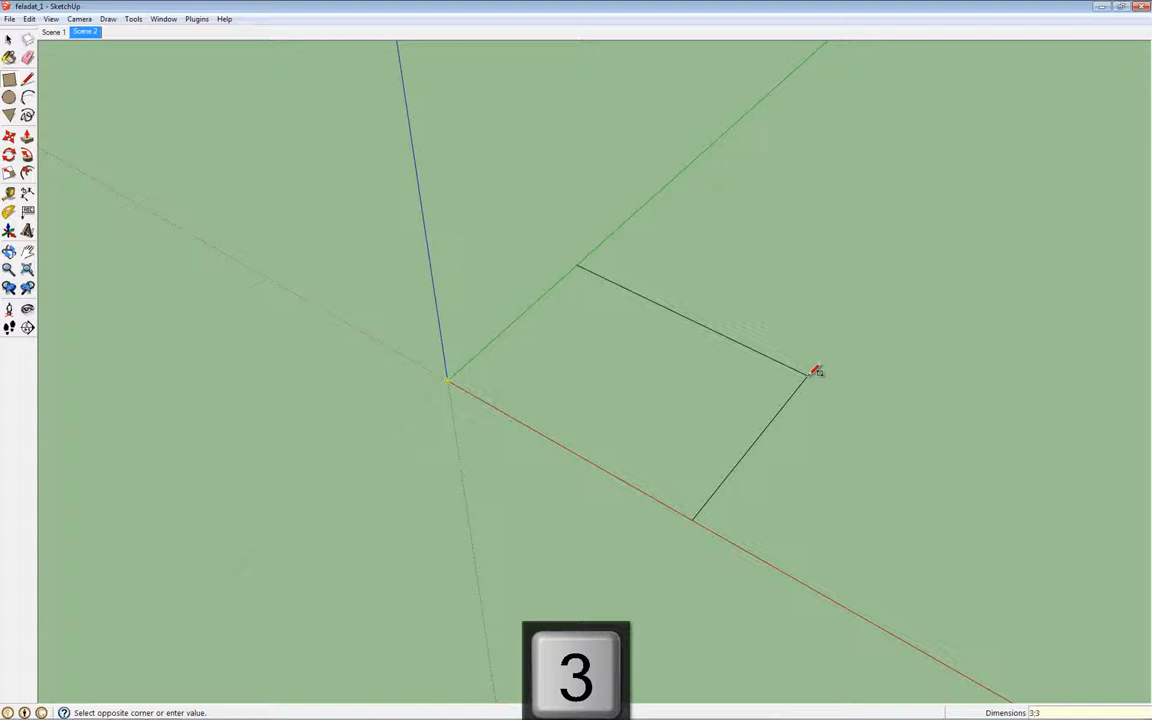 feladat_1 - SketchUp
File Edit View Camera Draw Tools Window Plugins Help
Scene 1 Scene 2
3
Select opposite corner or enter value.
Dimensions 3;3